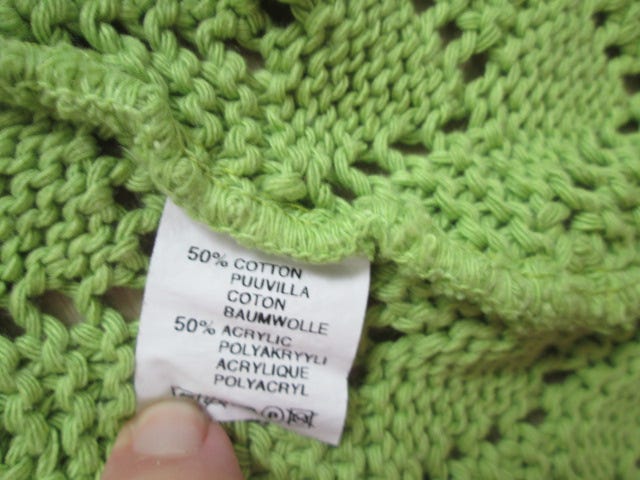 50% COTTON
PUUVILLA
COTON
BAUMWOLLE
50% ACRYLIC
POLYAKRYYLI
ACRYLIQUE
POLYACRYL